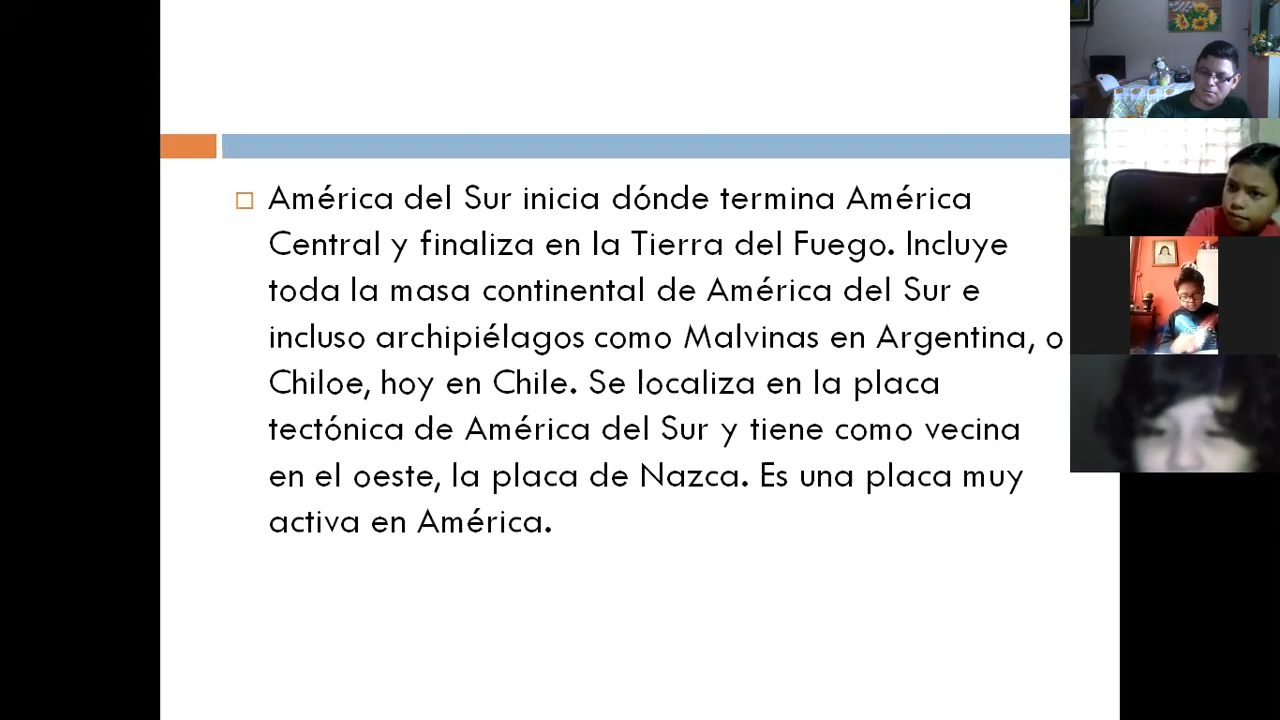 América del Sur inicia dónde termina América
Central y finaliza en la Tierra del Fuego. Incluye
toda la masa continental de América del Sur e
incluso archipiélagos como Malvinas en Argentina, o
Chiloe, hoy en Chile. Se localiza en la placa
tectónica de América del Sur y tiene como vecina
en el oeste, la placa de Nazca. Es una placa muy
activa en América.